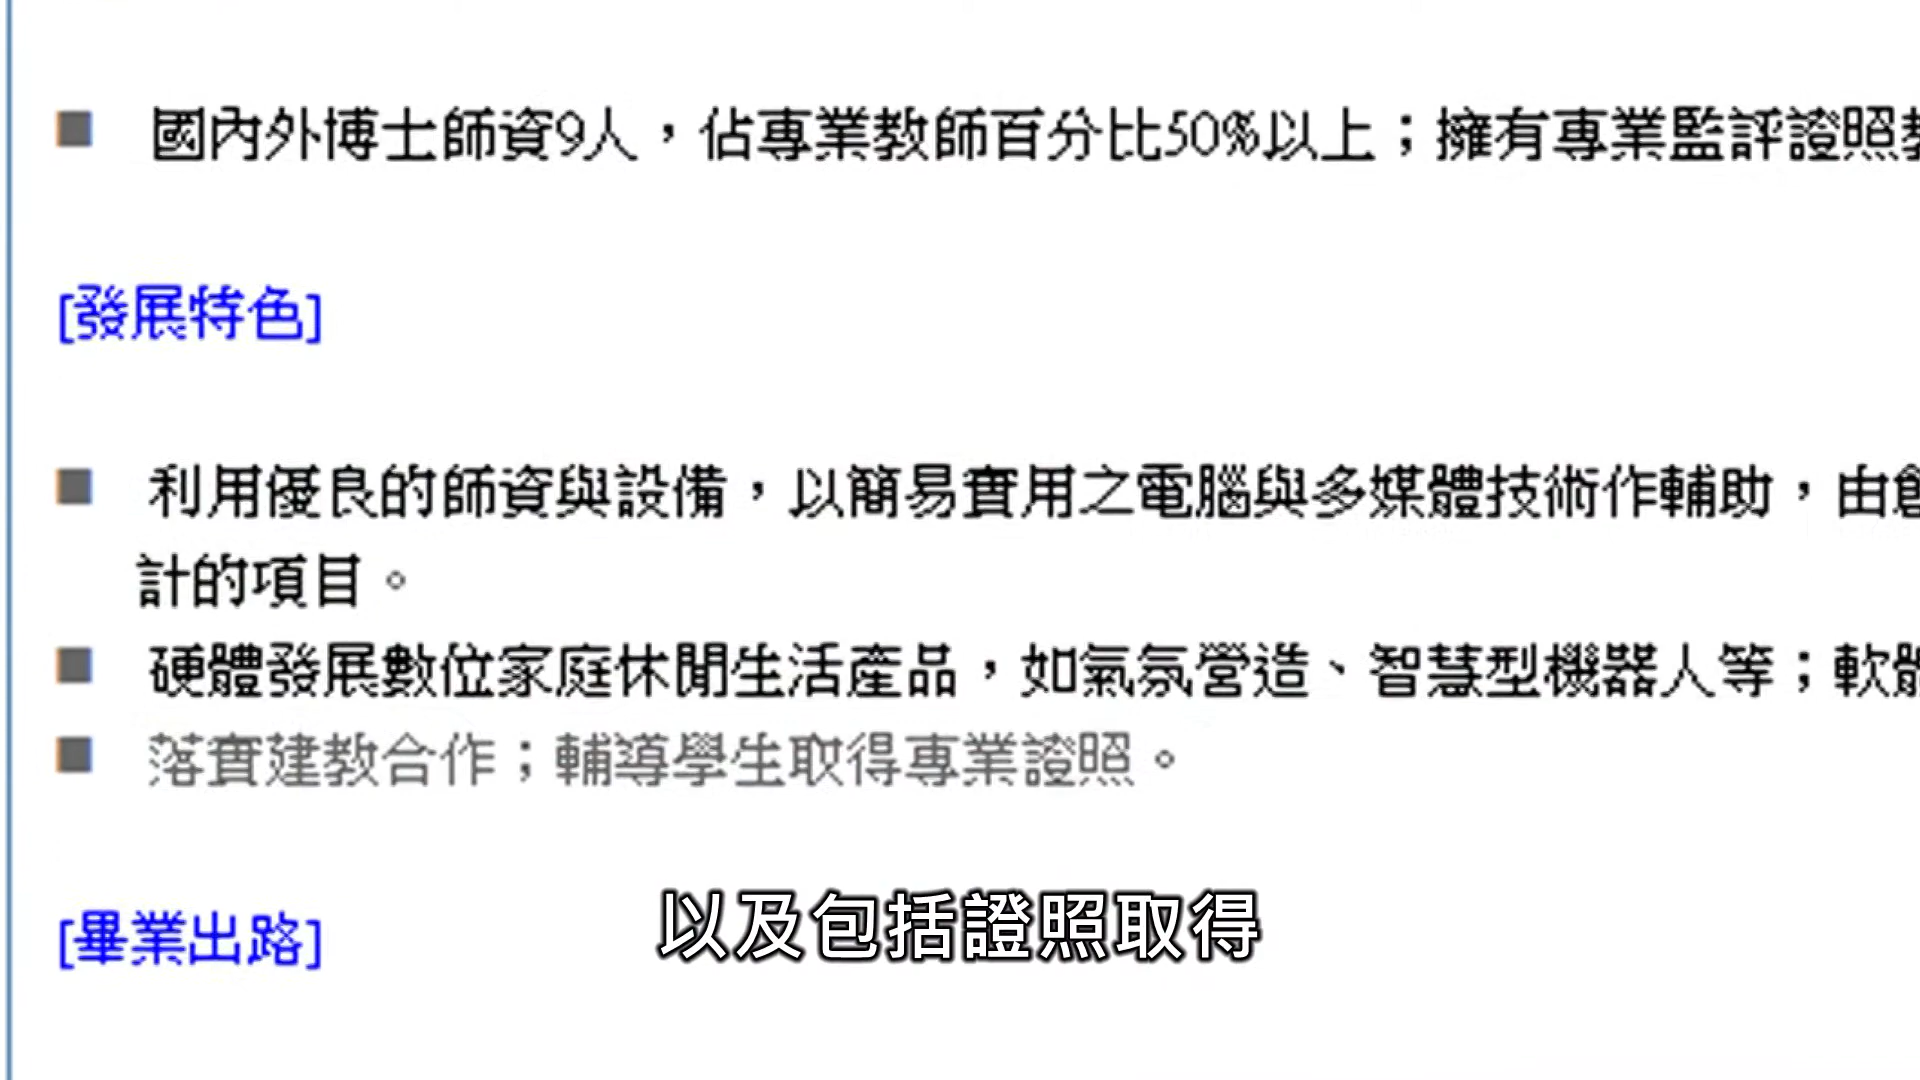 ■ 國內外博士師資9人，佔專業教師百分比50%以上；擁有專業監評證照
[發展特色]
■ 利用優良的師資與設備，以簡易實用之電腦與多媒體技術作輔助，由
計的項目。
■ 硬體發展數位家庭休閒生活產品，如氣氛營造、智慧型機器人等；軟
■ 落實建教合作；輔導學生取得專業證照。
[畢業出路]
以及包括證照取得